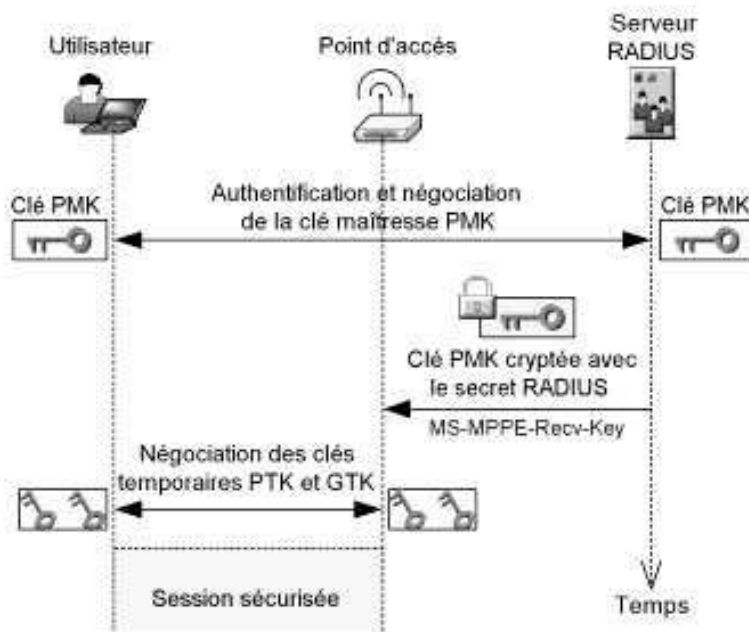 Utilisateur
Point d'accés
Serveur
RADIUS
Authentification et négociation
de la clé maîtresse PMK
Clé PMK
Clé PMK
Clé PMK cryptée avec
le secret RADIUS
MS-MPPE-Recv-Key
Négociation des clés
temporaires PTK et GTK
Session sécurisée
Temps